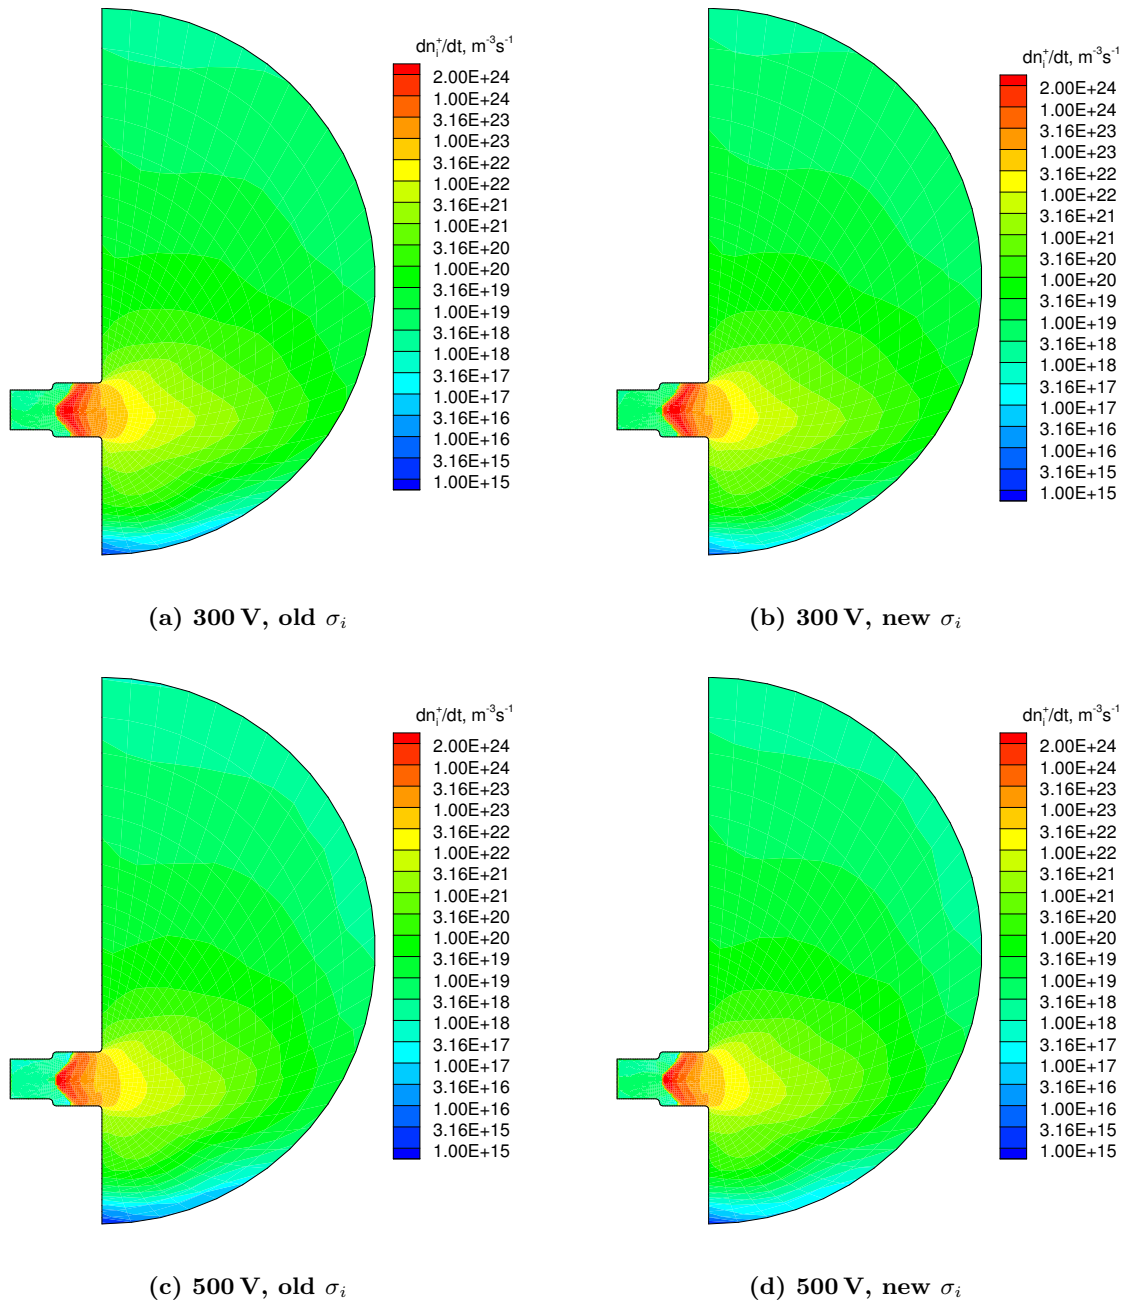 dn_i^+/dt, m^-3s^-1
2.00E+24
1.00E+24
3.16E+23
1.00E+23
3.16E+22
1.00E+22
3.16E+21
1.00E+21
3.16E+20
1.00E+20
3.16E+19
1.00E+19
3.16E+18
1.00E+18
3.16E+17
1.00E+17
3.16E+16
1.00E+16
3.16E+15
1.00E+15
(a) 300 V, old σ_i
dn_i^+/dt, m^-3s^-1
2.00E+24
1.00E+24
3.16E+23
1.00E+23
3.16E+22
1.00E+22
3.16E+21
1.00E+21
3.16E+20
1.00E+20
3.16E+19
1.00E+19
3.16E+18
1.00E+18
3.16E+17
1.00E+17
3.16E+16
1.00E+16
3.16E+15
1.00E+15
(b) 300 V, new σ_i
dn_i^+/dt, m^-3s^-1
2.00E+24
1.00E+24
3.16E+23
1.00E+23
3.16E+22
1.00E+22
3.16E+21
1.00E+21
3.16E+20
1.00E+20
3.16E+19
1.00E+19
3.16E+18
1.00E+18
3.16E+17
1.00E+17
3.16E+16
1.00E+16
3.16E+15
1.00E+15
(c) 500 V, old σ_i
dn_i^+/dt, m^-3s^-1
2.00E+24
1.00E+24
3.16E+23
1.00E+23
3.16E+22
1.00E+22
3.16E+21
1.00E+21
3.16E+20
1.00E+20
3.16E+19
1.00E+19
3.16E+18
1.00E+18
3.16E+17
1.00E+17
3.16E+16
1.00E+16
3.16E+15
1.00E+15
(d) 500 V, new σ_i